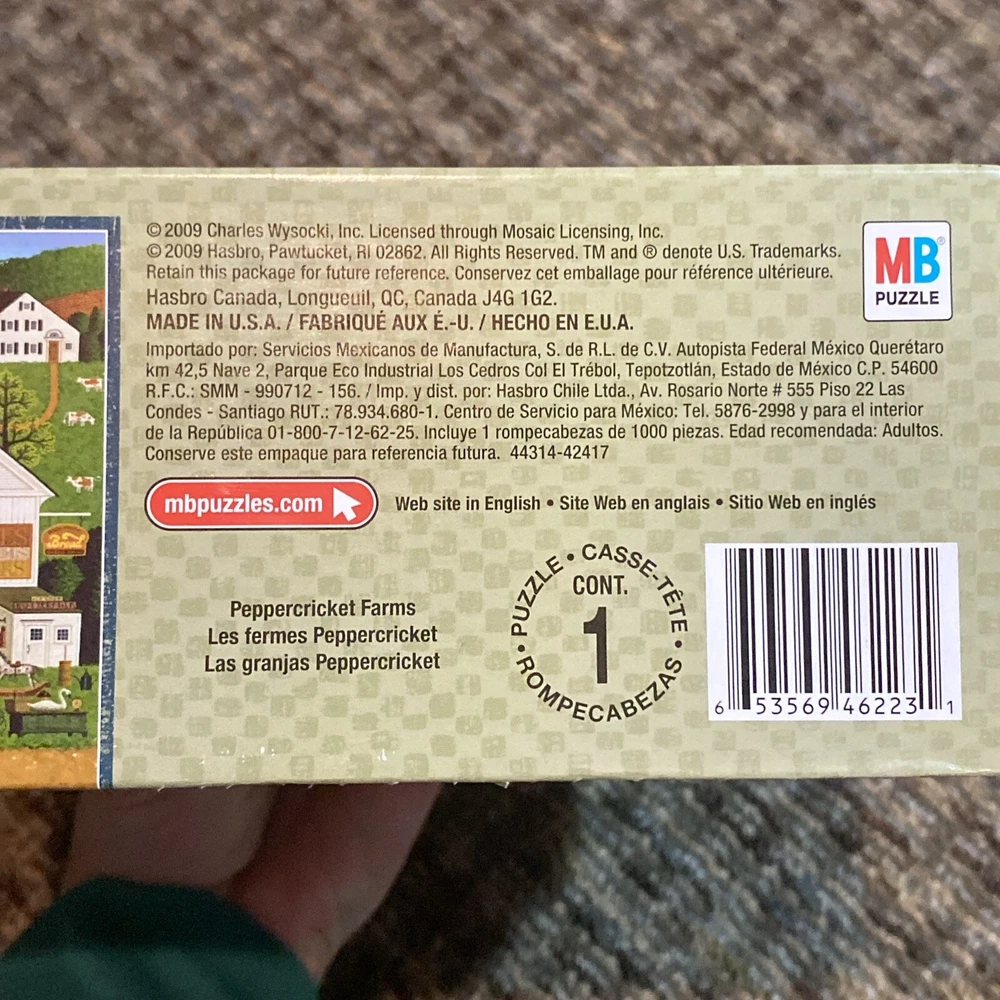 ©2009 Charles Wysocki, Inc. Licensed through Mosaic Licensing, Inc.
©2009 Hasbro, Pawtucket, RI 02862. All Rights Reserved. TM and ® denote U.S. Trademarks.
Retain this package for future reference. Conservez cet emballage pour référence ultérieure.
Hasbro Canada, Longueuil, QC, Canada J4G 1G2.
MADE IN U.S.A. / FABRIQUÉ AUX É.-U. / HECHO EN E.U.A.
MB®
PUZZLE
Importado por: Servicios Mexicanos de Manufactura, S. de R.L. de C.V. Autopista Federal México Querétaro
km 42,5 Nave 2, Parque Eco Industrial Los Cedros Col El Trébol, Tepotzotlán, Estado de México C.P. 54600
R.F.C.: SMM - 990712 - 156. / Imp. y dist. por: Hasbro Chile Ltda., Av. Rosario Norte # 555 Piso 22 Las
Condes - Santiago RUT.: 78.934.680-1. Centro de Servicio para México: Tel. 5876-2998 y para el interior
de la República 01-800-7-12-62-25. Incluye 1 rompecabezas de 1000 piezas. Edad recomendada: Adultos.
Conserve este empaque para referencia futura. 44314-42417
mbpuzzles.com
Web site in English • Site Web en anglais • Sitio Web en inglés
Bread
Peppercricket Farms
Les fermes Peppercricket
Las granjas Peppercricket
• PUZZLE • CASSE-TÊTE • ROMPECABEZAS
CONT.
1
6 53569 46223 1